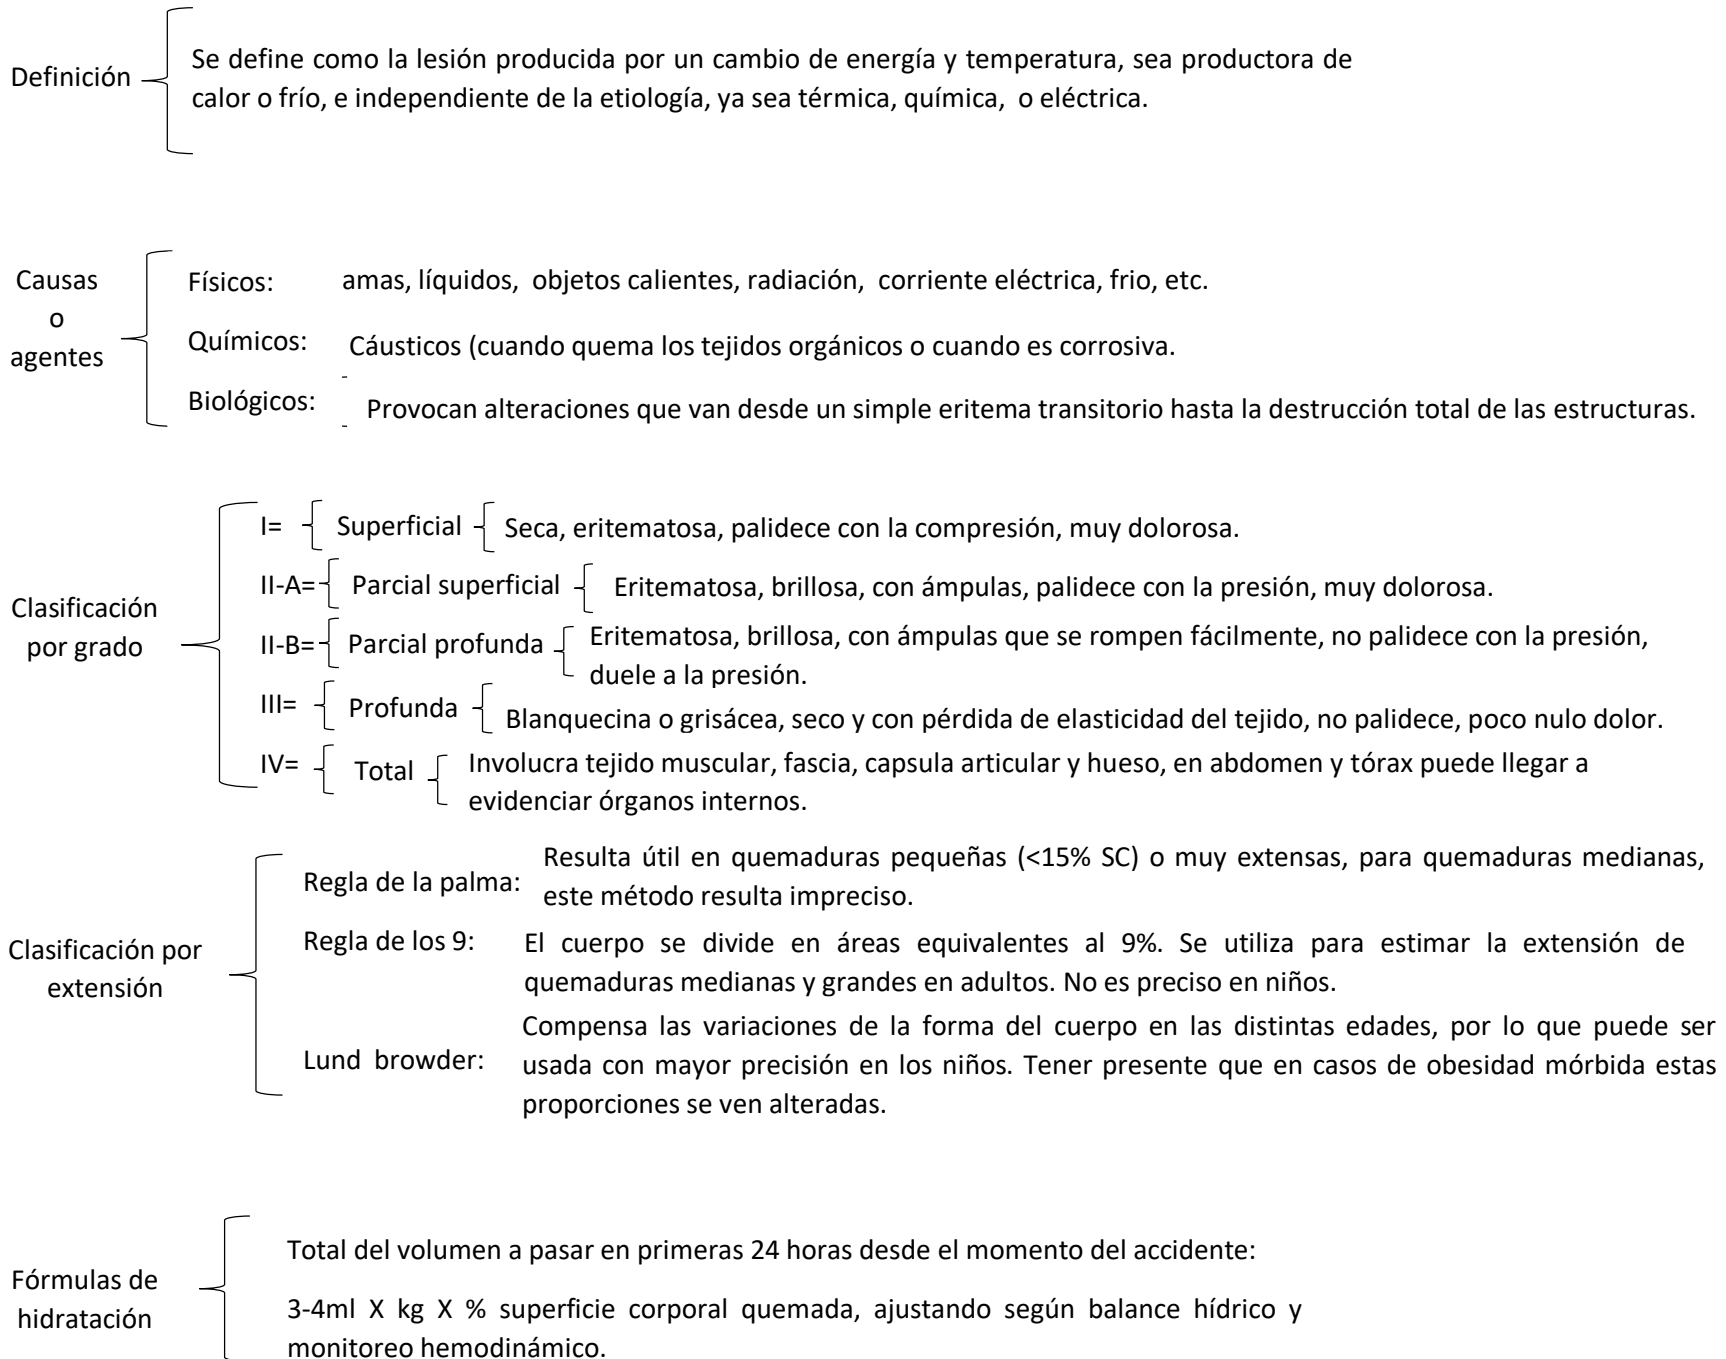 Definición
Se define como la lesión producida por un cambio de energía y temperatura, sea productora de
calor o frío, e independiente de la etiología, ya sea térmica, química, o eléctrica.
Causas
o
agentes
Físicos: amas, líquidos, objetos calientes, radiación, corriente eléctrica, frio, etc.
Químicos: Cáusticos (cuando quema los tejidos orgánicos o cuando es corrosiva.
Biológicos: Provocan alteraciones que van desde un simple eritema transitorio hasta la destrucción total de las estructuras.
Clasificación
por grado
I= Superficial Seca, eritematosa, palidece con la compresión, muy dolorosa.
II-A= Parcial superficial Eritematosa, brillosa, con ámpulas, palidece con la presión, muy dolorosa.
II-B= Parcial profunda Eritematosa, brillosa, con ámpulas que se rompen fácilmente, no palidece con la presión,
duele a la presión.
III= Profunda Blanquecina o grisácea, seco y con pérdida de elasticidad del tejido, no palidece, poco nulo dolor.
IV= Total Involucra tejido muscular, fascia, capsula articular y hueso, en abdomen y tórax puede llegar a
evidenciar órganos internos.
Clasificación por
extensión
Regla de la palma: Resulta útil en quemaduras pequeñas (<15% SC) o muy extensas, para quemaduras medianas,
este método resulta impreciso.
Regla de los 9: El cuerpo se divide en áreas equivalentes al 9%. Se utiliza para estimar la extensión de
quemaduras medianas y grandes en adultos. No es preciso en niños.
Lund browder: Compensa las variaciones de la forma del cuerpo en las distintas edades, por lo que puede ser
usada con mayor precisión en los niños. Tener presente que en casos de obesidad mórbida estas
proporciones se ven alteradas.
Fórmulas de
hidratación
Total del volumen a pasar en primeras 24 horas desde el momento del accidente:
3-4ml X kg X % superficie corporal quemada, ajustando según balance hídrico y
monitoreo hemodinámico.